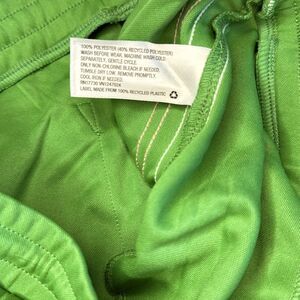 100% POLYESTER (40% RECYCLED POLYESTER)
WASH BEFORE WEAR, MACHINE WASH COLD
SEPARATELY, GENTLE CYCLE.
ONLY NON-CHLORINE BLEACH IF NEEDED.
TUMBLE DRY LOW, REMOVE PROMPTLY.
COOL IRON IF NEEDED.
LABEL MADE FROM 100% RECYCLED PLASTIC